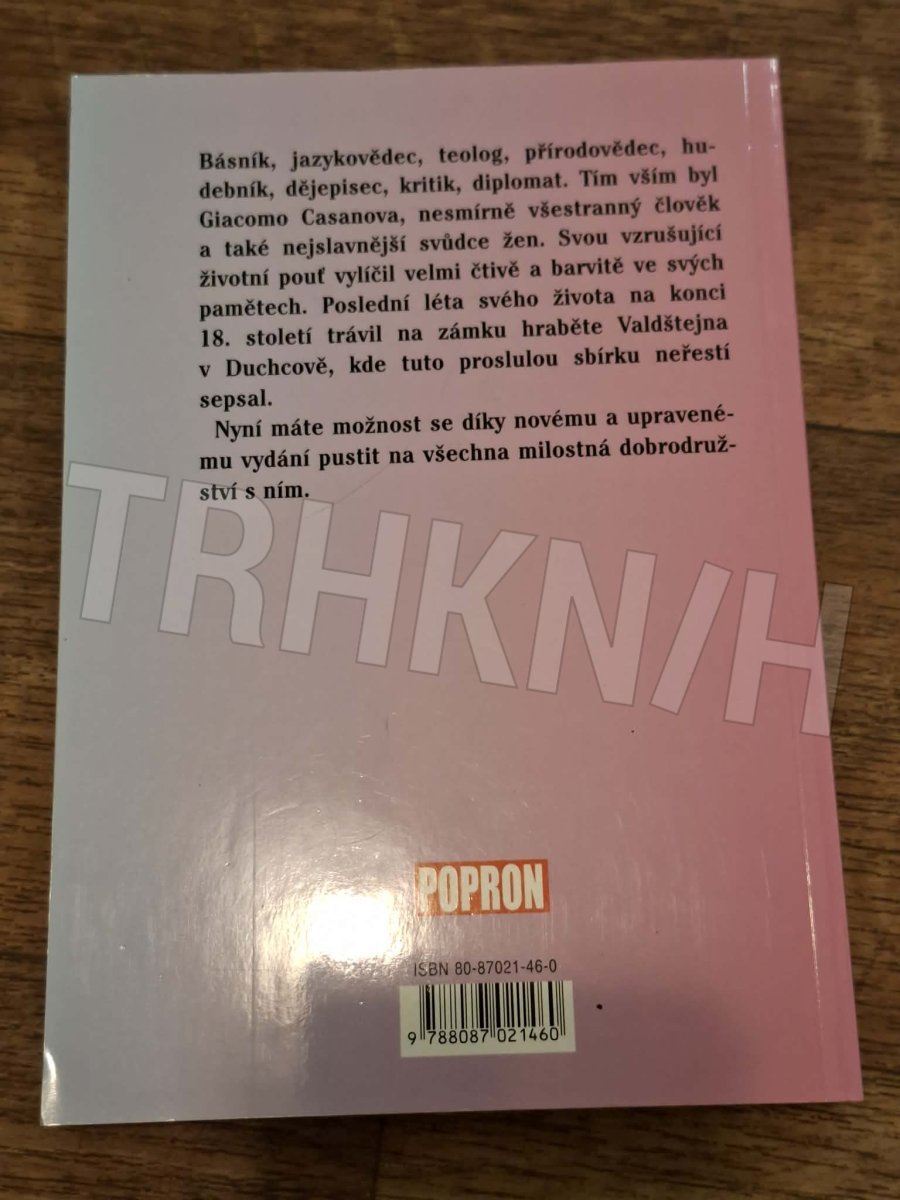 Básník, jazykovědec, teolog, přírodovědec, hu-
debník, dějepisec, kritik, diplomat. Tím vším byl
Giacomo Casanova, nesmírně všestranný člověk
a také nejslavnější svůdce žen. Svou vzrušující
životní pouť vylíčil velmi čtivě a barvitě ve svých
pamětech. Poslední léta svého života na konci
18. století trávil na zámku hraběte Valdštejna
v Duchcově, kde tuto proslulou sbírku neřestí
sepsal.
Nyní máte možnost se díky novému a upravené-
mu vydání pustit na všechna milostná dobrodruž-
ství s ním.
TRHKNIH
POPRON
ISBN 80-87021-46-0
9 788087 021460